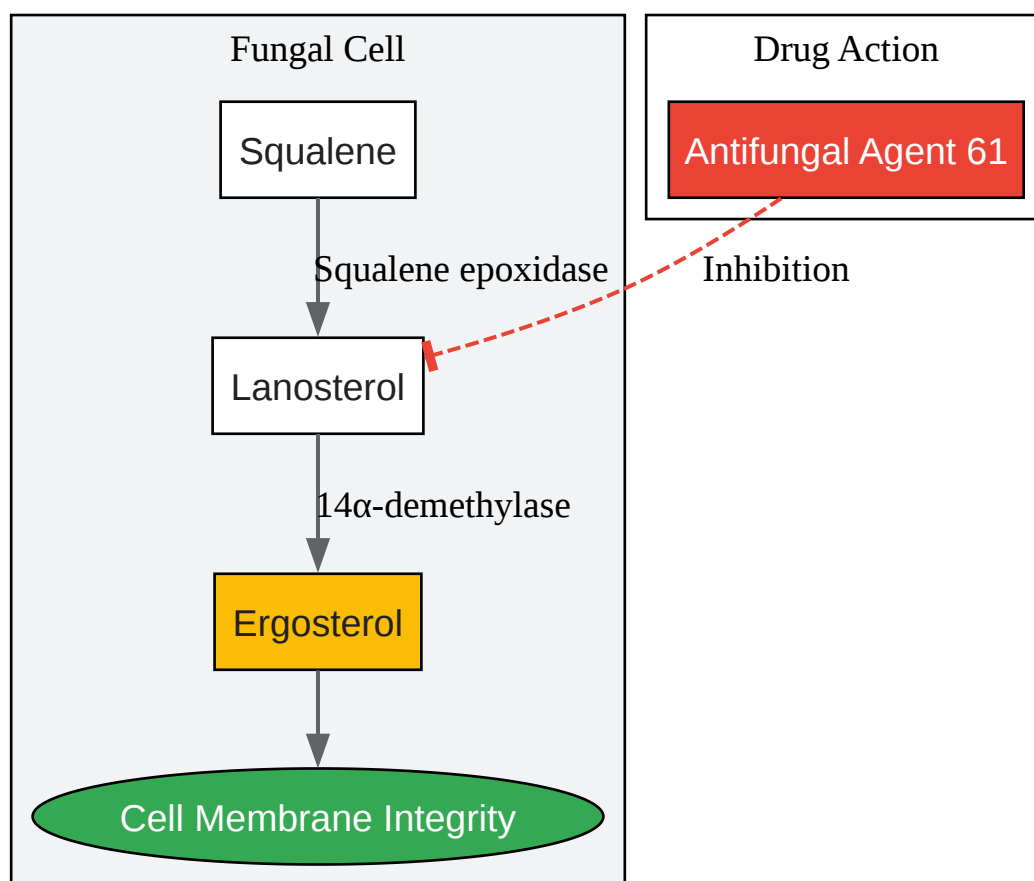 Fungal Cell
Drug Action
Squalene
Antifungal Agent 61
Squalene epoxidase
Inhibition
Lanosterol
14α-demethylase
Ergosterol
Cell Membrane Integrity